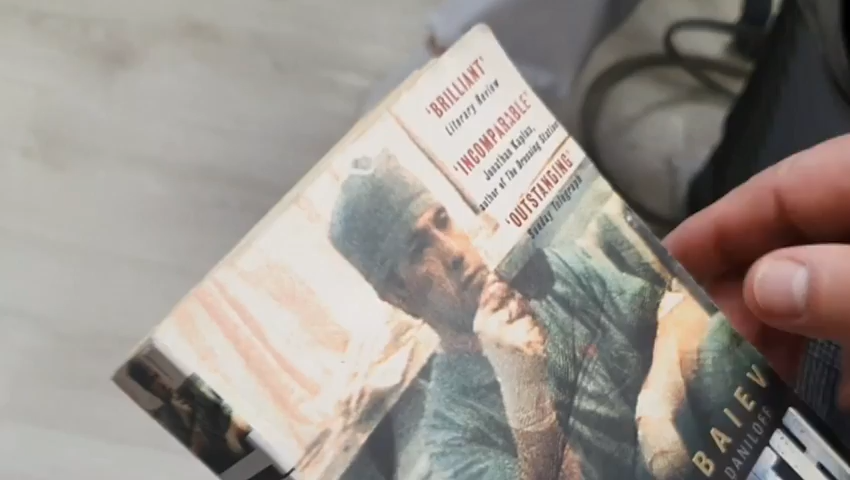 'BRILLIANT'
Literary Review
'INCOMPARABLE'
Jonathan Kaplan,
author of The Dressing Station
'OUTSTANDING'
Sunday Telegraph
BAIEV
DANILOFF